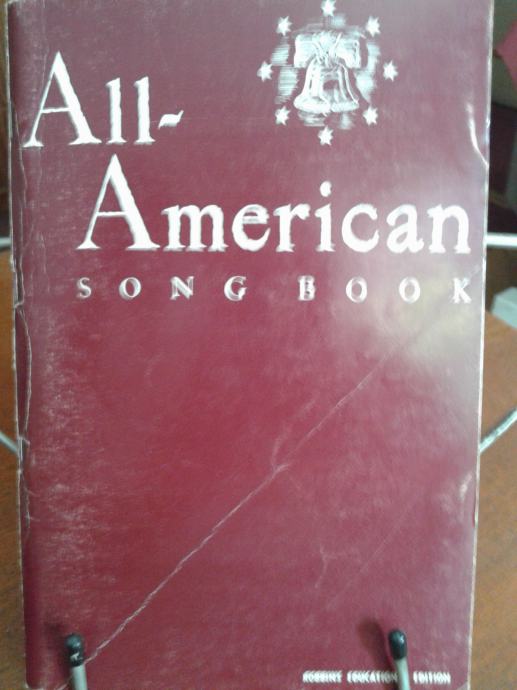 All-
American
SONG BOOK
ROBBINS EDUCATION EDITION